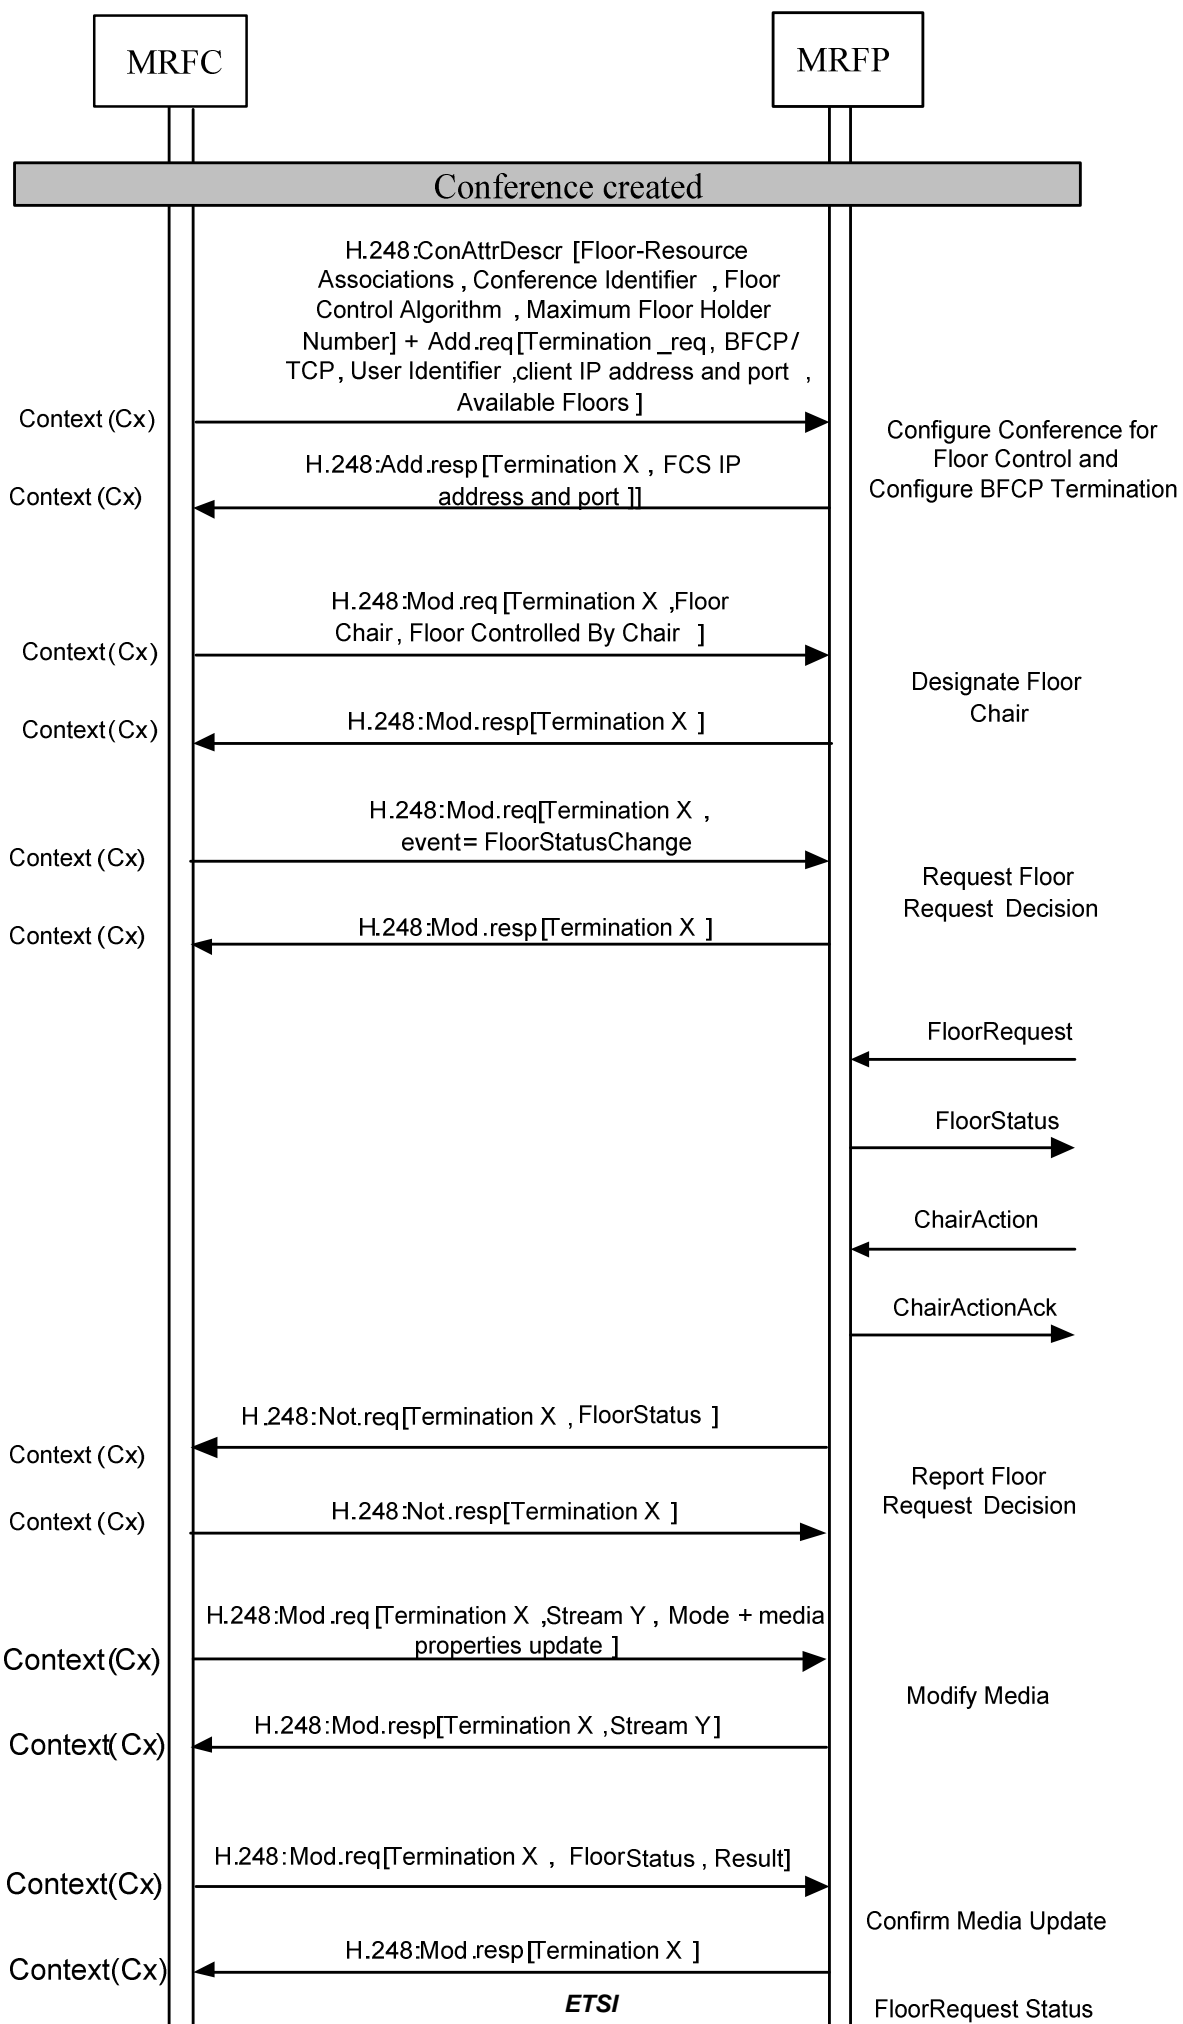 MRFC
MRFP
Conference created
H.248:ConAttrDescr [Floor-Resource
Associations , Conference Identifier , Floor
Control Algorithm , Maximum Floor Holder
Number] + Add.req[Termination _req, BFCP/
TCP, User Identifier ,client IP address and port ,
Available Floors ]
Context (Cx)
Configure Conference for
Floor Control and
Configure BFCP Termination
H.248:Add.resp [Termination X , FCS IP
address and port ]]
Context (Cx)
H.248:Mod.req [Termination X ,Floor
Chair, Floor Controlled By Chair ]
Context(Cx)
Designate Floor
Chair
H.248:Mod.resp[Termination X ]
Context(Cx)
H.248:Mod.req[Termination X ,
event= FloorStatusChange
Context (Cx)
Request Floor
Request Decision
H.248:Mod.resp [Termination X ]
Context (Cx)
FloorRequest
FloorStatus
ChairAction
ChairActionAck
H.248:Not.req[Termination X , FloorStatus ]
Context (Cx)
Report Floor
Request Decision
H.248:Not.resp[Termination X ]
Context (Cx)
H.248:Mod.req [Termination X ,Stream Y , Mode + media
properties update ]
Context(Cx)
Modify Media
H.248:Mod.resp[Termination X ,Stream Y]
Context(Cx)
H.248:Mod.req[Termination X , FloorStatus , Result]
Context(Cx)
Confirm Media Update
H.248:Mod.resp [Termination X ]
Context(Cx)
ETSI
FloorRequest Status